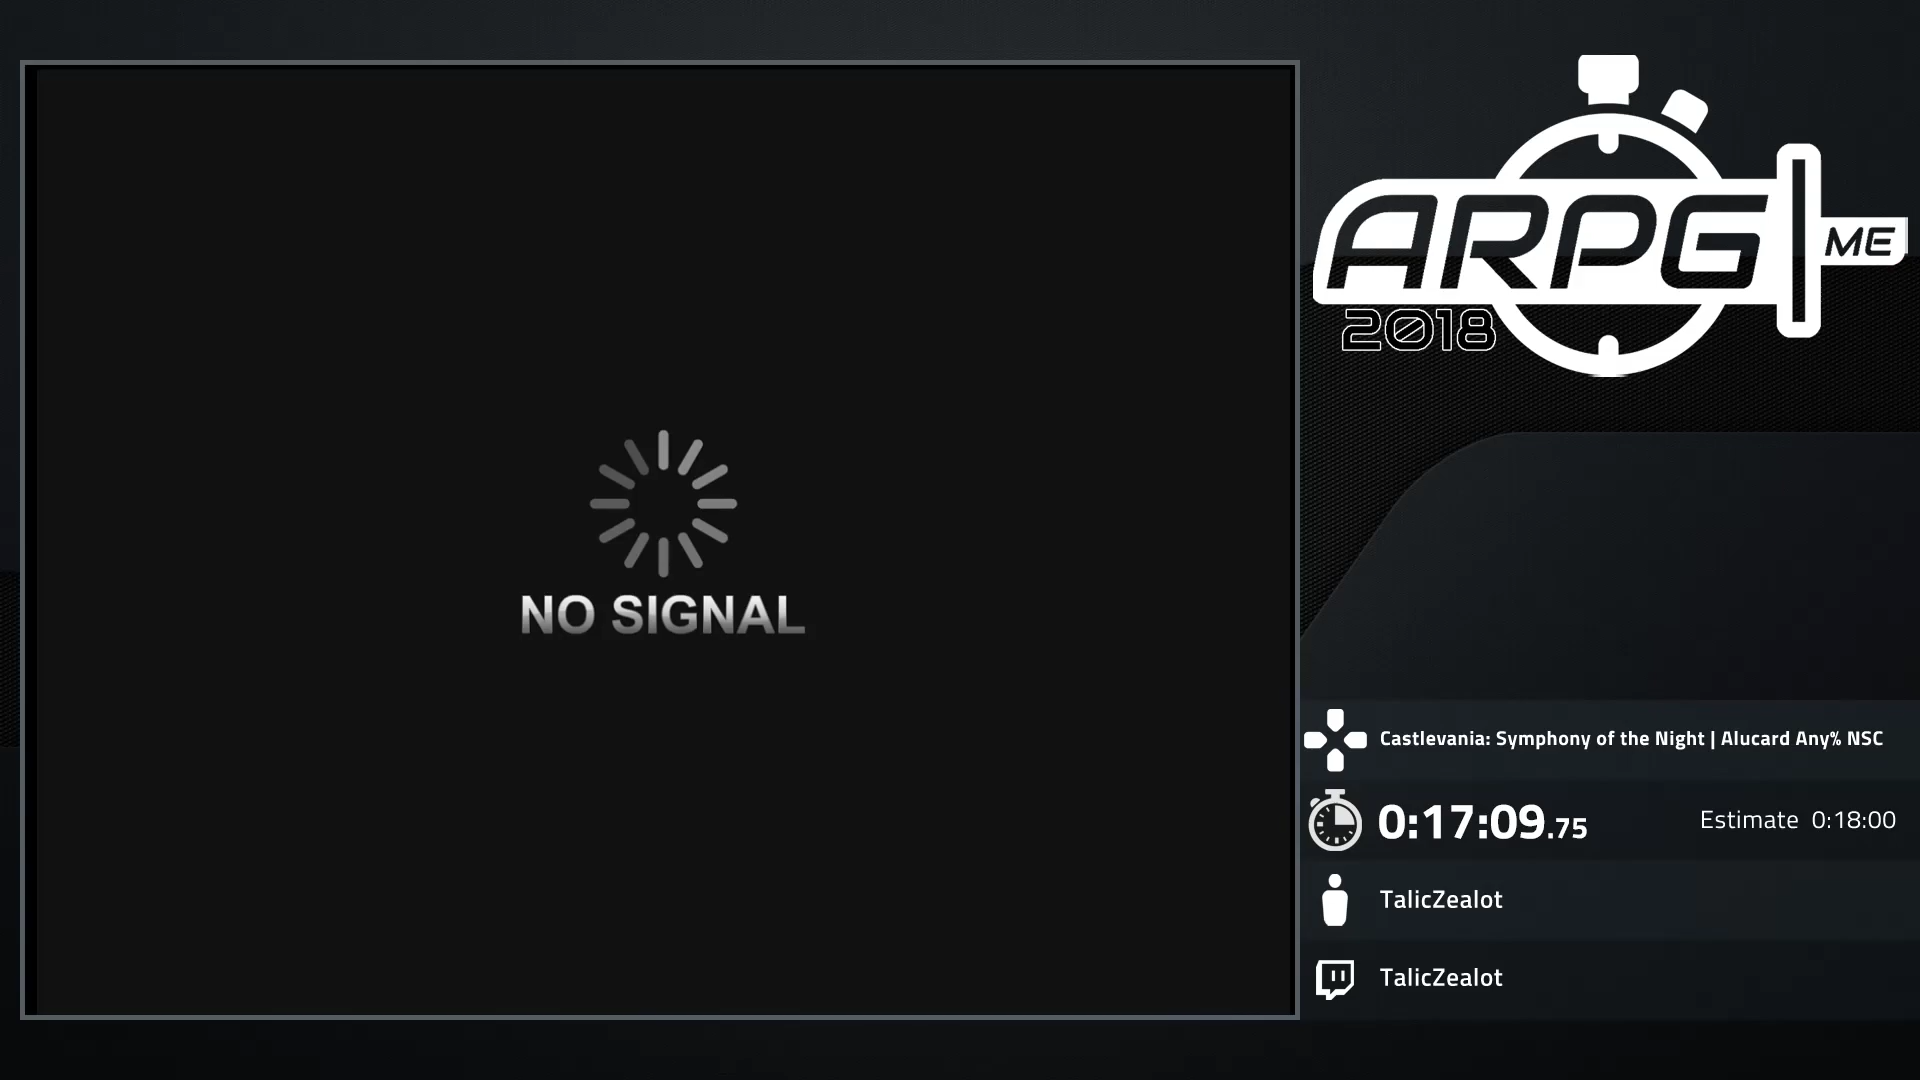 ARPG ME
2018
NO SIGNAL
Castlevania: Symphony of the Night | Alucard Any% NSC
0:17:09.75 Estimate 0:18:00
TalicZealot
TalicZealot